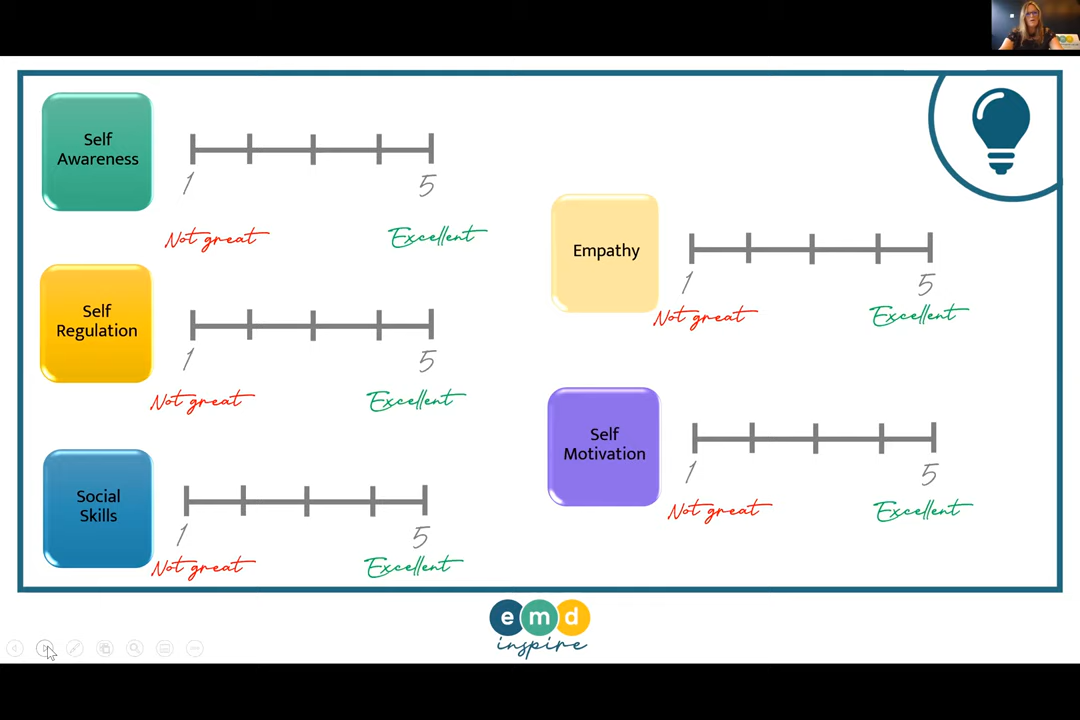 Self
Awareness
1
5
Not great
Excellent
Self
Regulation
1
5
Not great
Excellent
Social
Skills
1
5
Not great
Excellent
Empathy
1
5
Not great
Excellent
Self
Motivation
1
5
Not great
Excellent
emd
inspire